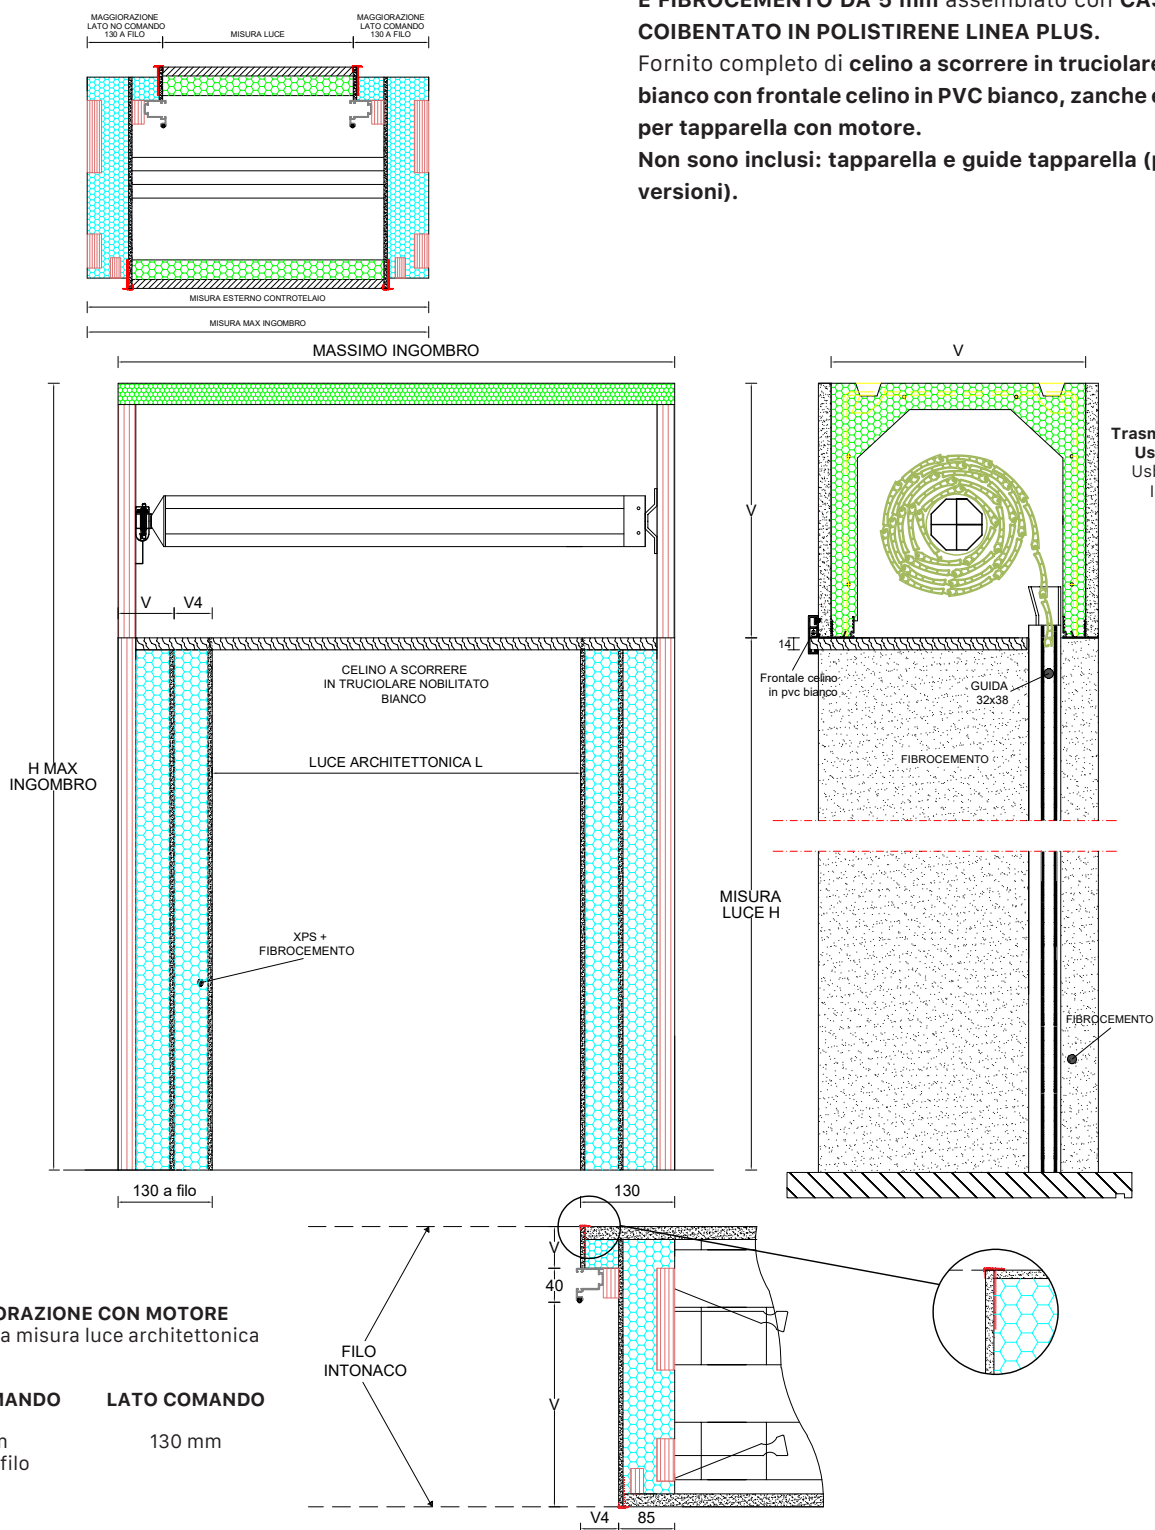 E FIBROCEMENTO DA 5 mm assemblato con
COIBENTATO IN POLISTIRENE LINEA PLUS.
Fornito completo di celino a scorrere in truciolare
bianco con frontale celino in PVC bianco, zanche
per tapparella con motore.
Non sono inclusi: tapparella e guide tapparella
versioni).
MAGGIORAZIONE
LATO NO COMANDO
130 A FILO
MISURA LUCE
MAGGIORAZIONE
LATO COMANDO
130 A FILO
MISURA ESTERNO CONTROTELAIO
MISURA MAX INGOMBRO
MASSIMO INGOMBRO
V
V
V
V4
CELINO A SCORRERE
IN TRUCIOLARE NOBILITATO
BIANCO
LUCE ARCHITETTONICA L
H MAX
INGOMBRO
XPS +
FIBROCEMENTO
MISURA
LUCE H
130 a filo
130
14
Frontale celino
in pvc bianco
GUIDA
32x38
FIBROCEMENTO
FIBROCEMENTO
V
40
V
V4
85
FILO
INTONACO
ORAZIONE CON MOTORE
a misura luce architettonica
MANDO
LATO COMANDO
130 mm
filo